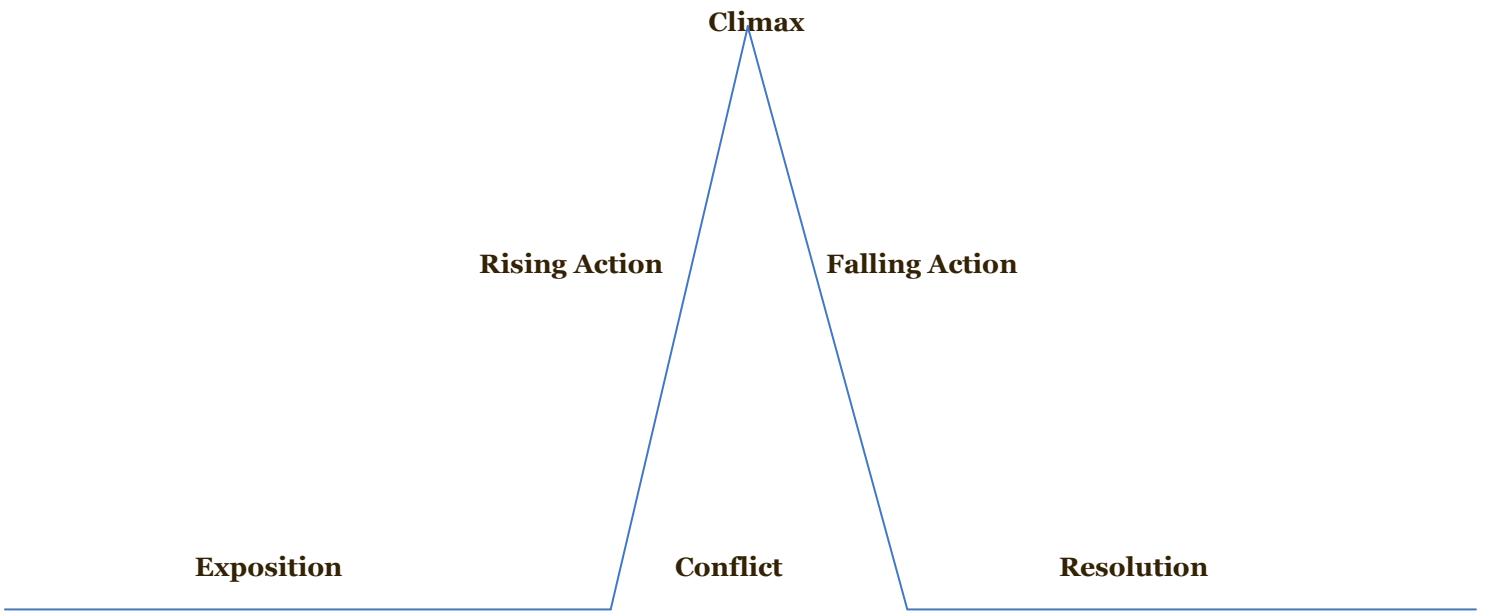 Climax
Rising Action
Falling Action
Exposition
Conflict
Resolution